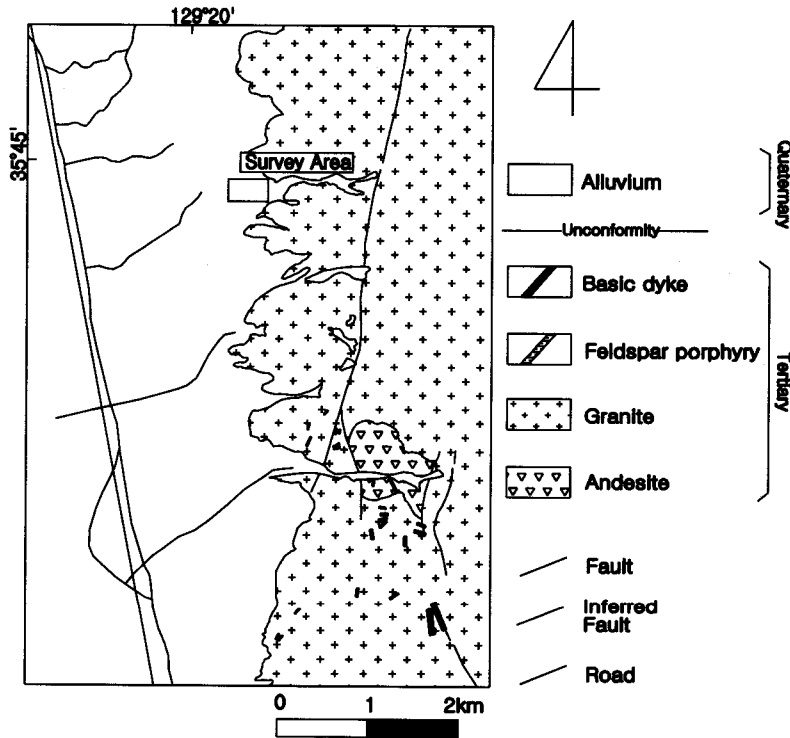 129°20'
35°45'
Survey Area
Quaternary
Alluvium
Unconformity
Basic dyke
Feldspar porphyry
Tertiary
Granite
Andesite
Fault
Inferred
Fault
Road
0 1 2km